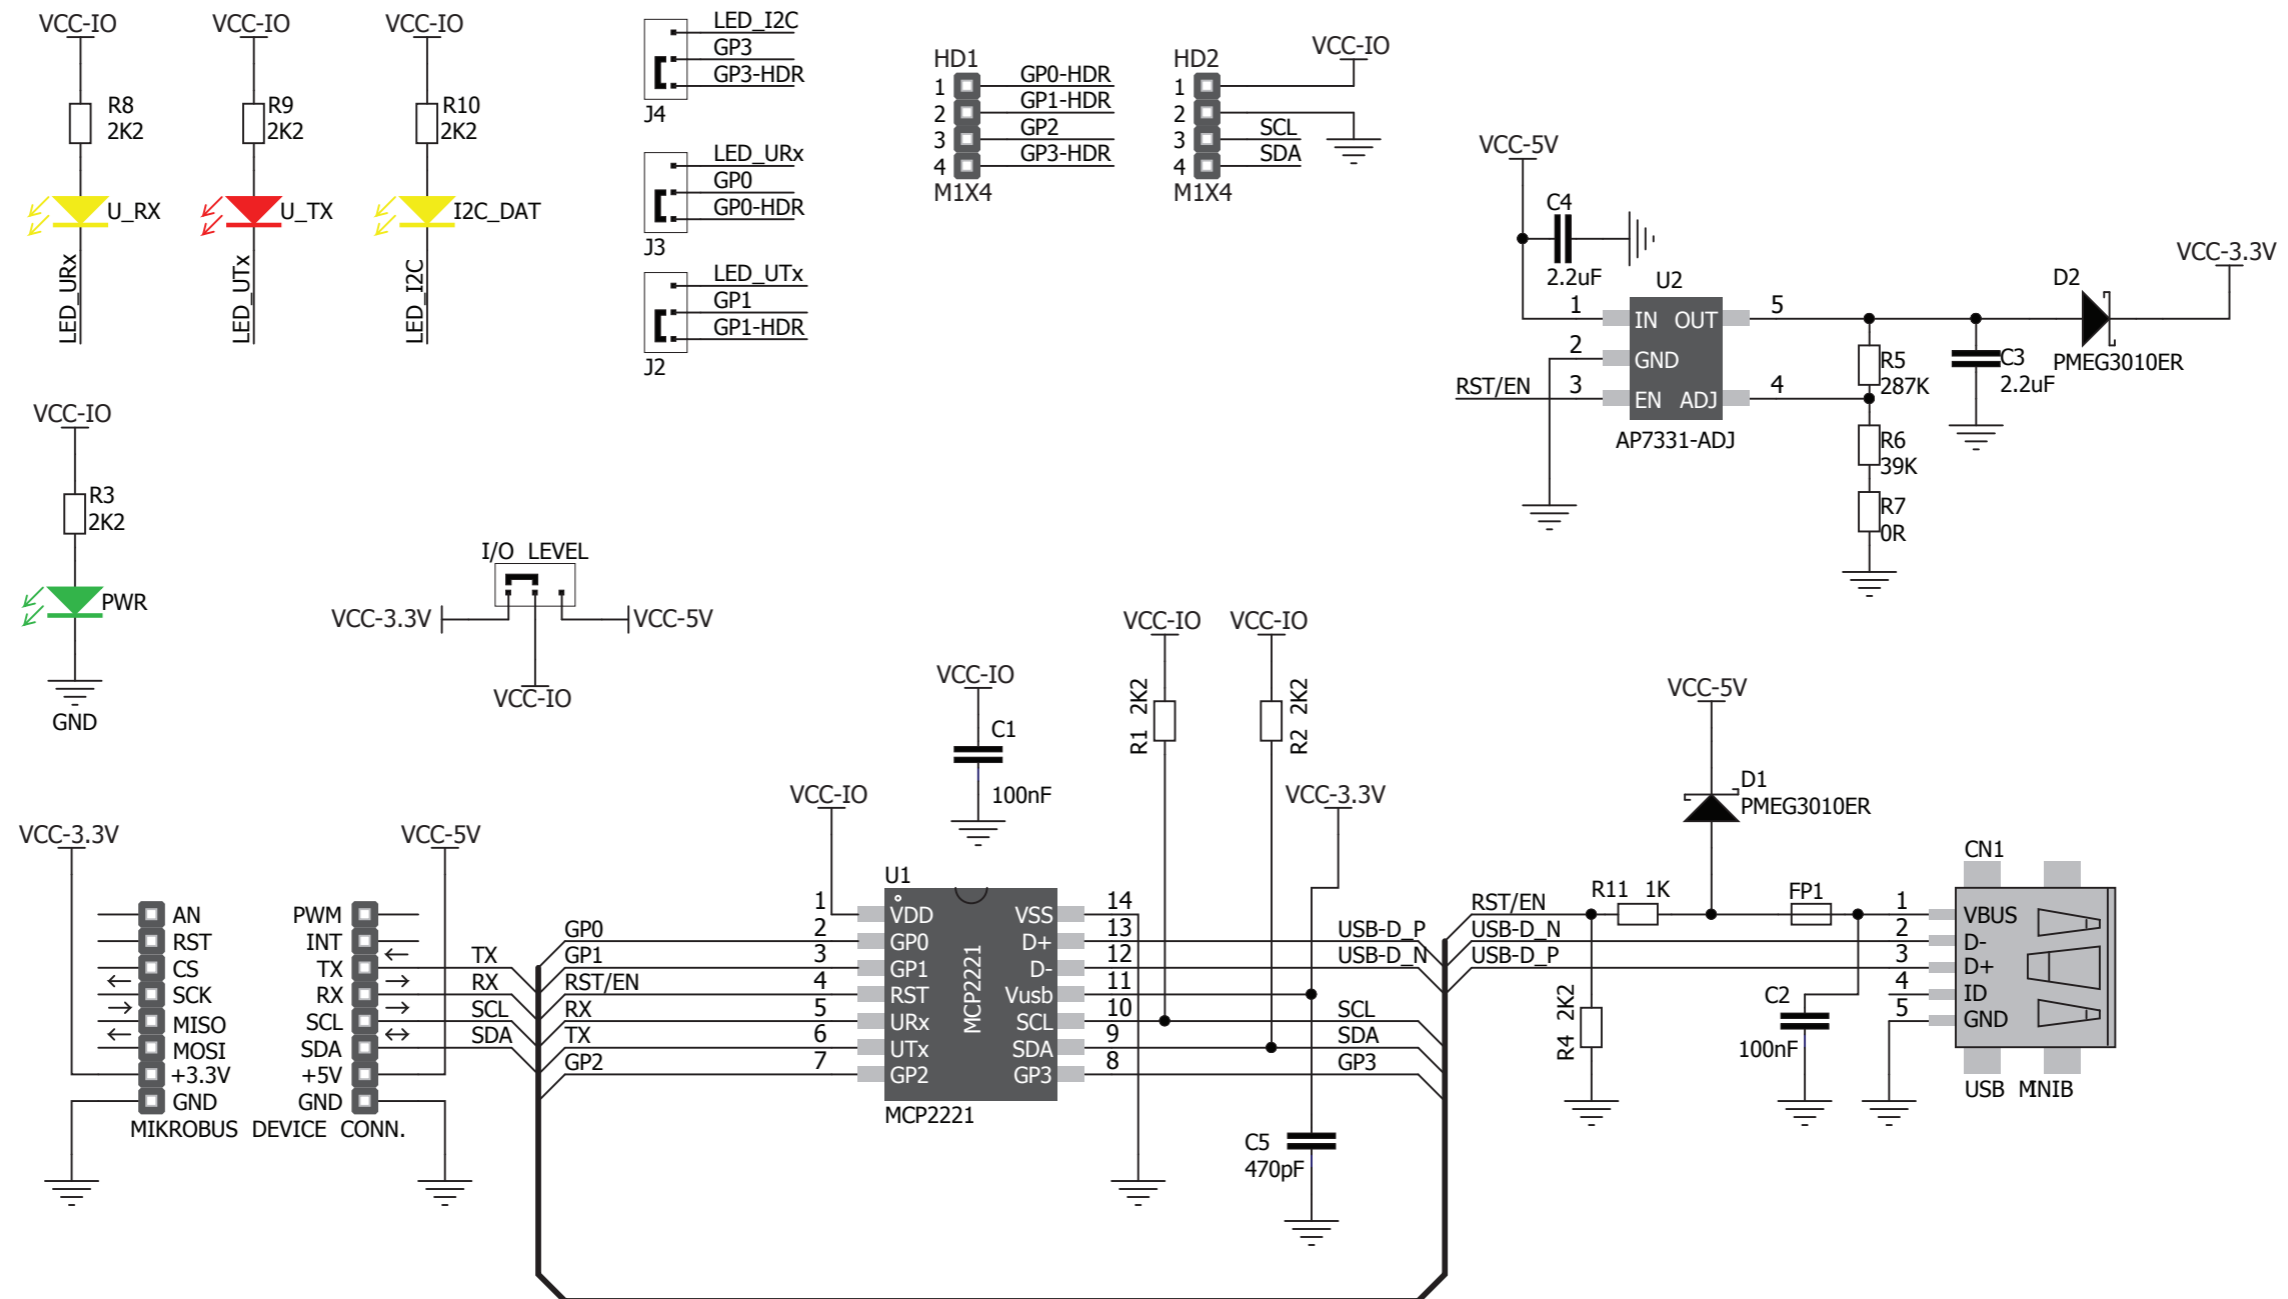 VCC-IO
R8
2K2
U_RX
LED_URx
VCC-IO
R9
2K2
U_TX
LED_UTx
VCC-IO
R10
2K2
I2C_DAT
LED_I2C
LED_I2C
GP3
GP3-HDR
J4
LED_URx
GP0
GP0-HDR
J3
LED_UTx
GP1
GP1-HDR
J2
HD1
1 GP0-HDR
2 GP1-HDR
3 GP2
4 GP3-HDR
M1X4
HD2
VCC-IO
1
2
3 SCL
4 SDA
M1X4
VCC-5V
C4
2.2uF
U2
1 IN OUT 5
2 GND
RST/EN 3 EN ADJ 4
AP7331-ADJ
R5
287K
R6
39K
R7
0R
C3
2.2uF
D2
PMEG3010ER
VCC-3.3V
VCC-IO
R3
2K2
PWR
GND
I/O LEVEL
VCC-3.3V
VCC-5V
VCC-IO
VCC-IO
C1
100nF
VCC-IO
R1 2K2
VCC-IO
R2 2K2
VCC-3.3V
VCC-5V
D1
PMEG3010ER
VCC-3.3V
VCC-5V
AN PWM
RST INT
CS TX TX
SCK RX RX
MISO SCL SCL
MOSI SDA SDA
+3.3V +5V
GND GND
MIKROBUS DEVICE CONN.
VCC-IO
U1
1 VDD VSS 14
GP0 2 GP0 D+ 13 USB-D_P
GP1 3 GP1 D- 12 USB-D_N
RST/EN 4 RST Vusb 11
RX 5 URx SCL 10 SCL
TX 6 UTx SDA 9 SDA
GP2 7 GP2 GP3 8 GP3
MCP2221
MCP2221
C5
470pF
RST/EN
USB-D_N
USB-D_P
R11 1K
FP1
R4 2K2
C2
100nF
CN1
1 VBUS
2 D-
3 D+
4 ID
5 GND
USB MNIB